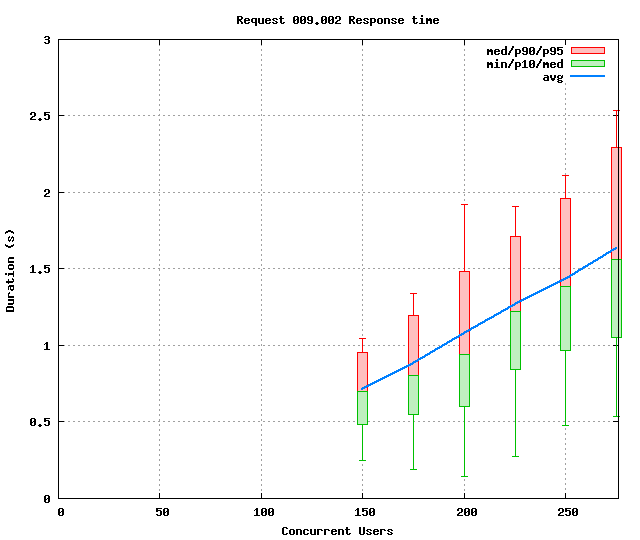 Request 009.002 Response time
3
2.5
2
1.5
1
0.5
0
0
50
100
150
200
250
med/p90/p95
min/p10/med
avg
Duration (s)
Concurrent Users